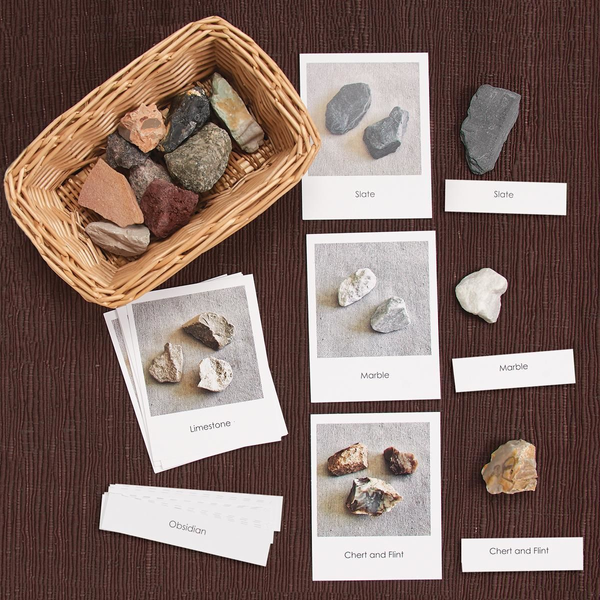 Slate
Slate
Marble
Marble
Limestone
Obsidian
Chert and Flint
Chert and Flint